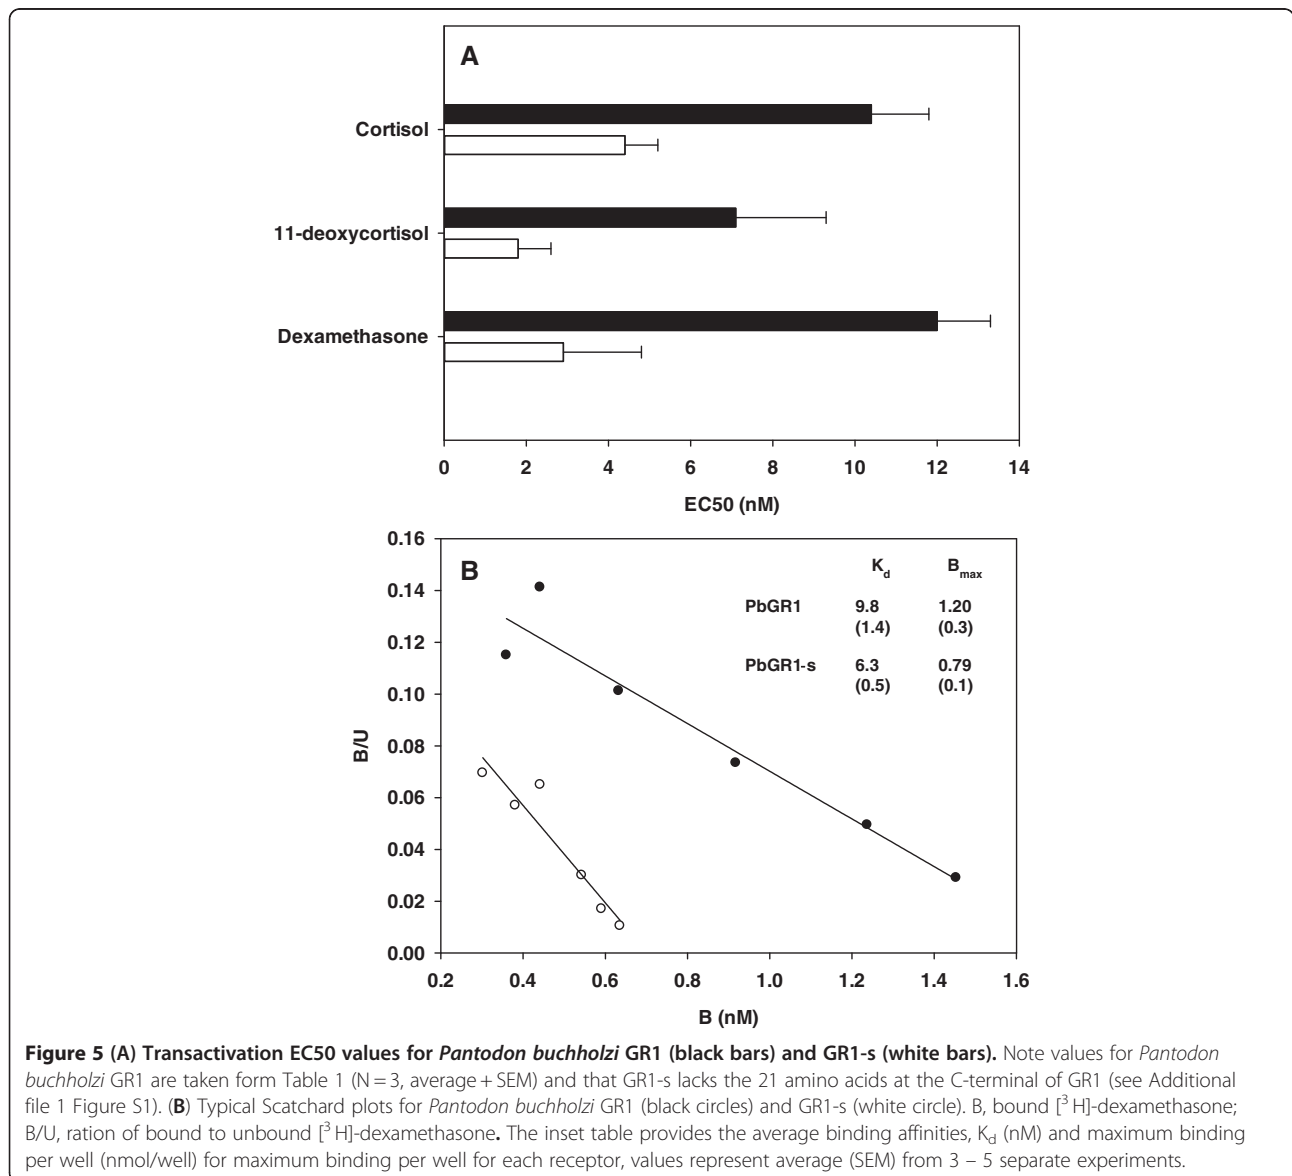 A
Cortisol
11-deoxycortisol
Dexamethasone
0 2 4 6 8 10 12 14
EC50 (nM)
B
K_d B_max
PbGR1 9.8 1.20
(1.4) (0.3)
PbGR1-s 6.3 0.79
(0.5) (0.1)
0.16
0.14
0.12
0.10
0.08
0.06
0.04
0.02
0.00
B/U
0.2 0.4 0.6 0.8 1.0 1.2 1.4 1.6
B (nM)
Figure 5 (A) Transactivation EC50 values for Pantodon buchholzi GR1 (black bars) and GR1-s (white bars). Note values for Pantodon
buchholzi GR1 are taken form Table 1 (N = 3, average + SEM) and that GR1-s lacks the 21 amino acids at the C-terminal of GR1 (see Additional
file 1 Figure S1). (B) Typical Scatchard plots for Pantodon buchholzi GR1 (black circles) and GR1-s (white circle). B, bound [³ H]-dexamethasone;
B/U, ration of bound to unbound [³ H]-dexamethasone. The inset table provides the average binding affinities, K_d (nM) and maximum binding
per well (nmol/well) for maximum binding per well for each receptor, values represent average (SEM) from 3 – 5 separate experiments.